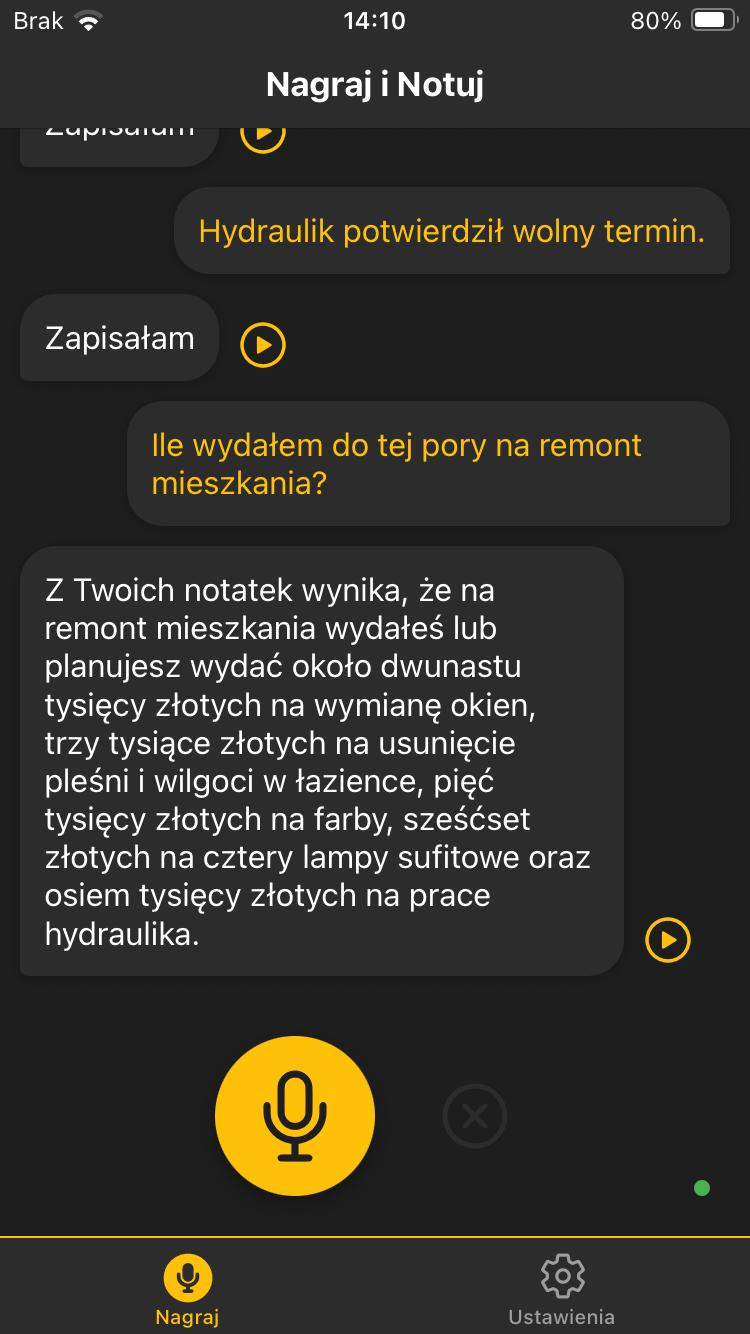 Brak 14:10 80%
Nagraj i Notuj
Zapisałam
Hydraulik potwierdził wolny termin.
Zapisałam
Ile wydałem do tej pory na remont
mieszkania?
Z Twoich notatek wynika, że na
remont mieszkania wydałeś lub
planujesz wydać około dwunastu
tysięcy złotych na wymianę okien,
trzy tysiące złotych na usunięcie
pleśni i wilgoci w łazience, pięć
tysięcy złotych na farby, sześćset
złotych na cztery lampy sufitowe oraz
osiem tysięcy złotych na prace
hydraulika.
Nagraj Ustawienia